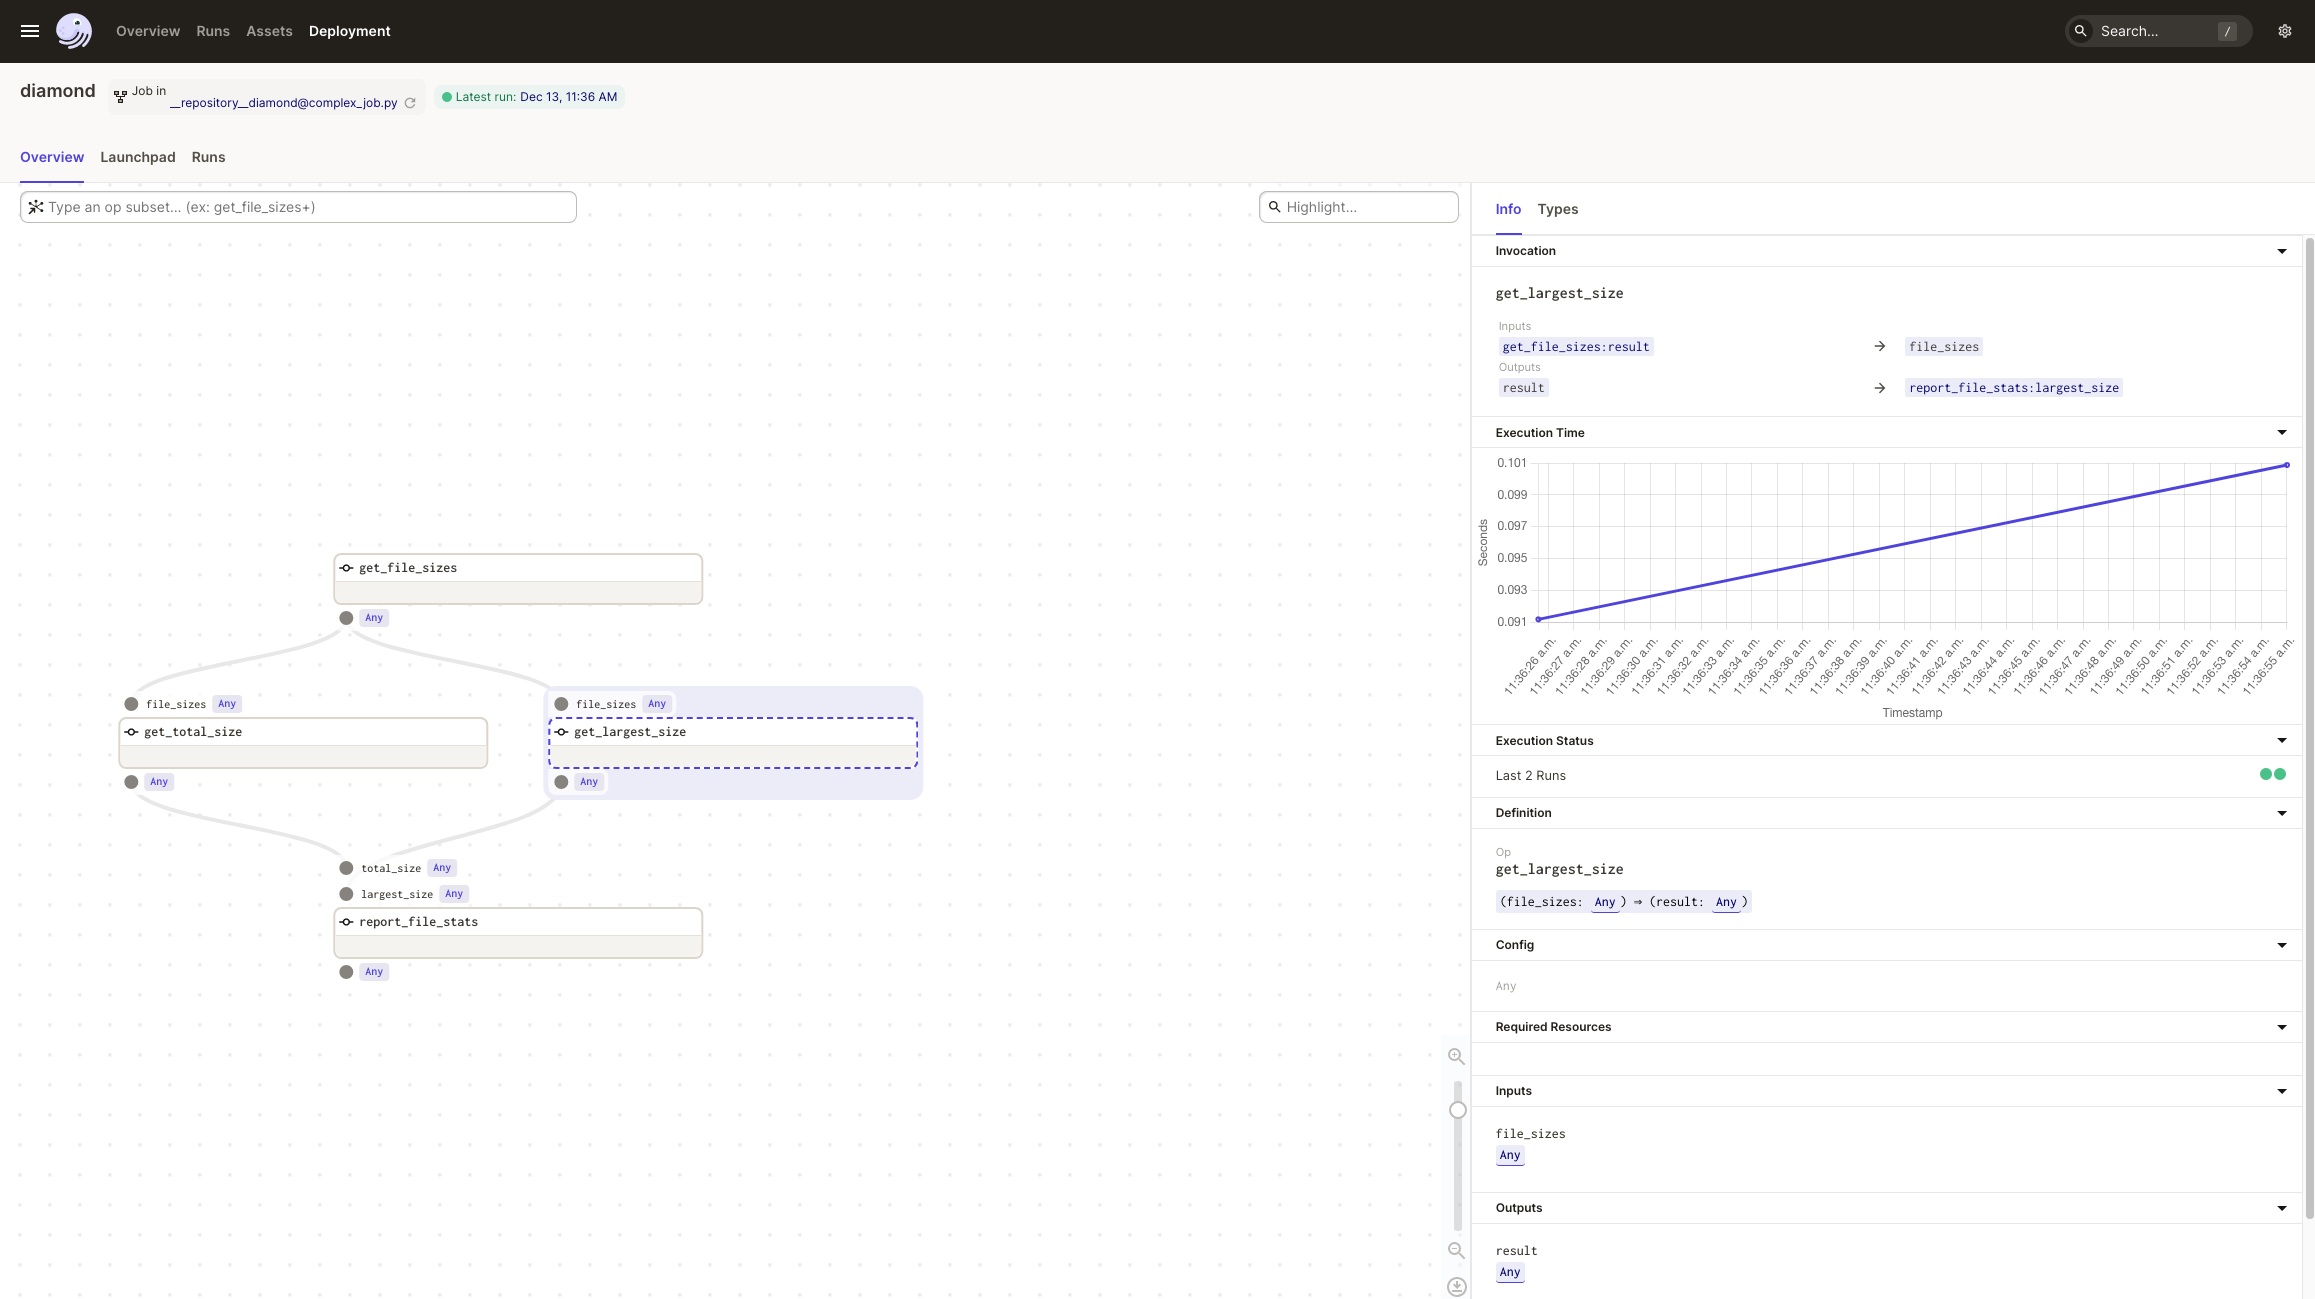 Overview Runs Assets Deployment Search... /
diamond Job in __repository__diamond@complex_job.py Latest run: Dec 13, 11:36 AM
Overview Launchpad Runs
Type an op subset... (ex: get_file_sizes+)
Highlight...
get_file_sizes
Any
file_sizes Any
get_total_size
Any
file_sizes Any
get_largest_size
Any
total_size Any
largest_size Any
report_file_stats
Any
Info Types
Invocation
get_largest_size
Inputs
get_file_sizes:result → file_sizes
Outputs
result → report_file_stats:largest_size
Execution Time
0.101
0.099
0.097
0.095
0.093
0.091
Seconds
11:36:26 a.m.
11:36:27 a.m.
11:36:28 a.m.
11:36:29 a.m.
11:36:30 a.m.
11:36:31 a.m.
11:36:32 a.m.
11:36:33 a.m.
11:36:34 a.m.
11:36:35 a.m.
11:36:36 a.m.
11:36:37 a.m.
11:36:38 a.m.
11:36:39 a.m.
11:36:40 a.m.
11:36:41 a.m.
11:36:42 a.m.
11:36:43 a.m.
11:36:44 a.m.
11:36:45 a.m.
11:36:46 a.m.
11:36:47 a.m.
11:36:48 a.m.
11:36:49 a.m.
11:36:50 a.m.
11:36:51 a.m.
11:36:52 a.m.
11:36:53 a.m.
11:36:54 a.m.
11:36:55 a.m.
Timestamp
Execution Status
Last 2 Runs
Definition
Op
get_largest_size
(file_sizes: Any) ⇒ (result: Any)
Config
Any
Required Resources
Inputs
file_sizes
Any
Outputs
result
Any